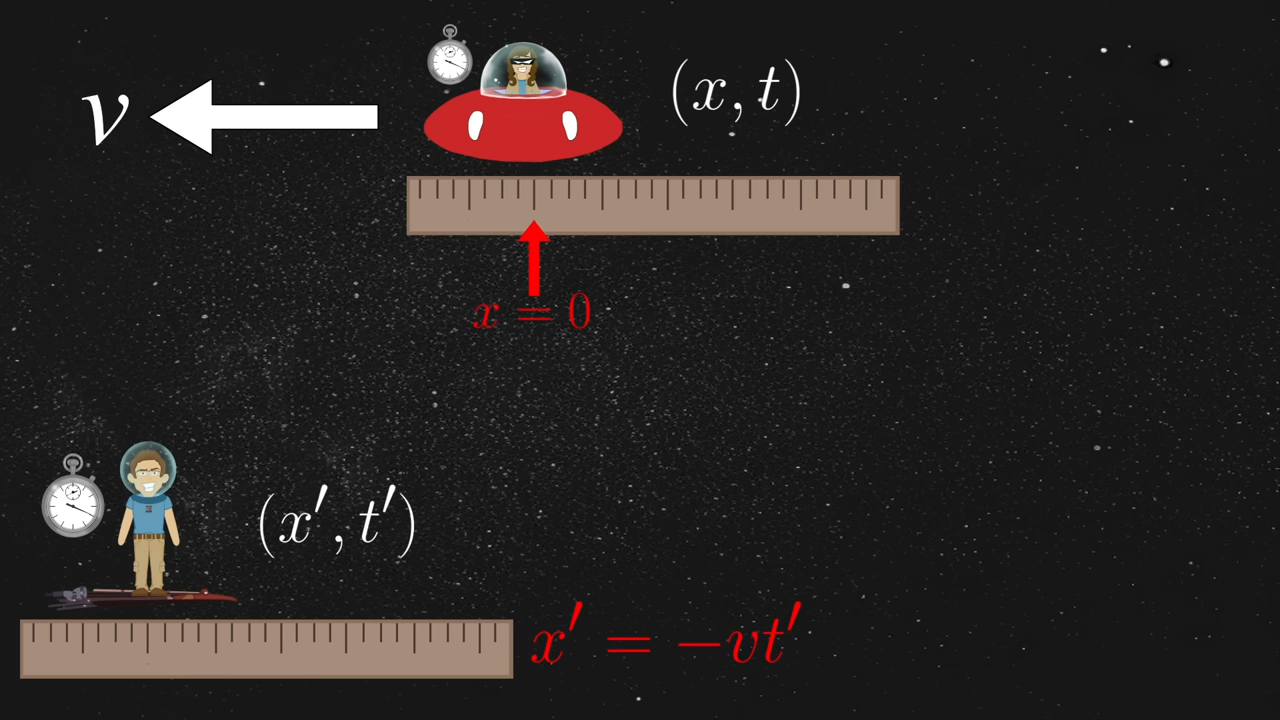 v
(x, t)
x = 0
(x′, t′)
x′ = −vt′